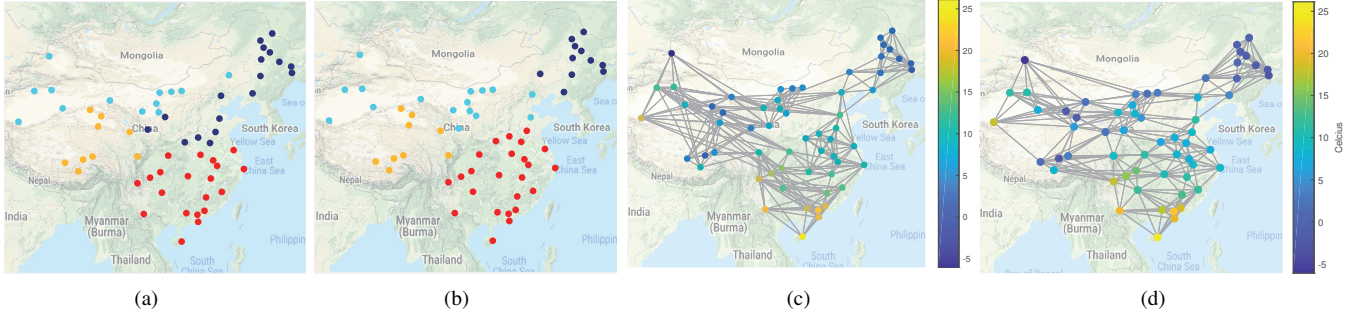 Mongolia
China
South Korea
Sea o
Yellow Sea
East
China Sea
Nepal
India
Myanmar
(Burma)
Thailand
South
China Sea
Philippin
(a)
Mongolia
China
South Korea
Sea o
Yellow Sea
East
China Sea
Nepal
India
Myanmar
(Burma)
Thailand
South
China Sea
Philippin
(b)
Mongolia
China
South Korea
Yellow Sea
East
China Sea
Nepal
India
Myanmar
(Burma)
Thailand
South
China Sea
Philippi
25
20
15
10
5
0
-5
(c)
Mongolia
South Korea
Yellow Sea
East
China Sea
Nepal
India
Myanmar
(Burma)
Thailand
South
China Sea
Philippin
25
20
15
10
5
0
-5
Celcius
(d)